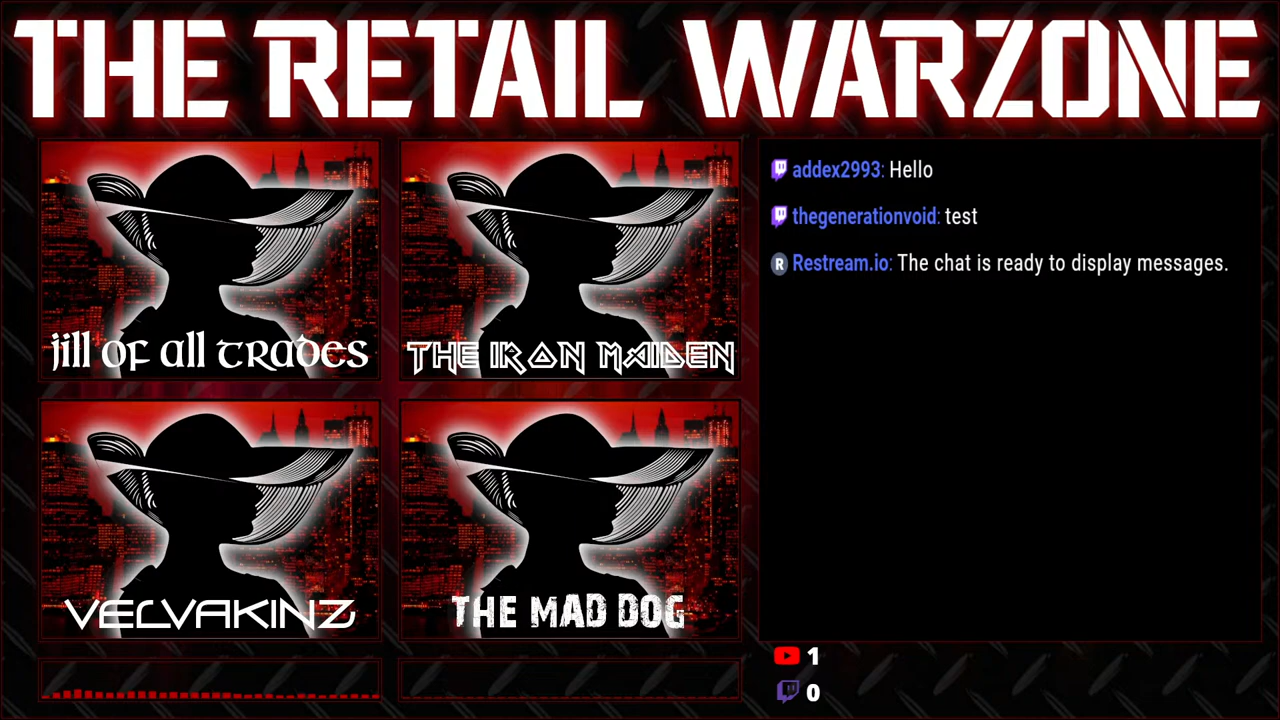 THE RETAIL WARZONE
jill of all trades
THE IRON MAIDEN
VELVAKINZ
THE MAD DOG
addex2993: Hello
thegenerationvoid: test
R Restream.io: The chat is ready to display messages.
1
0